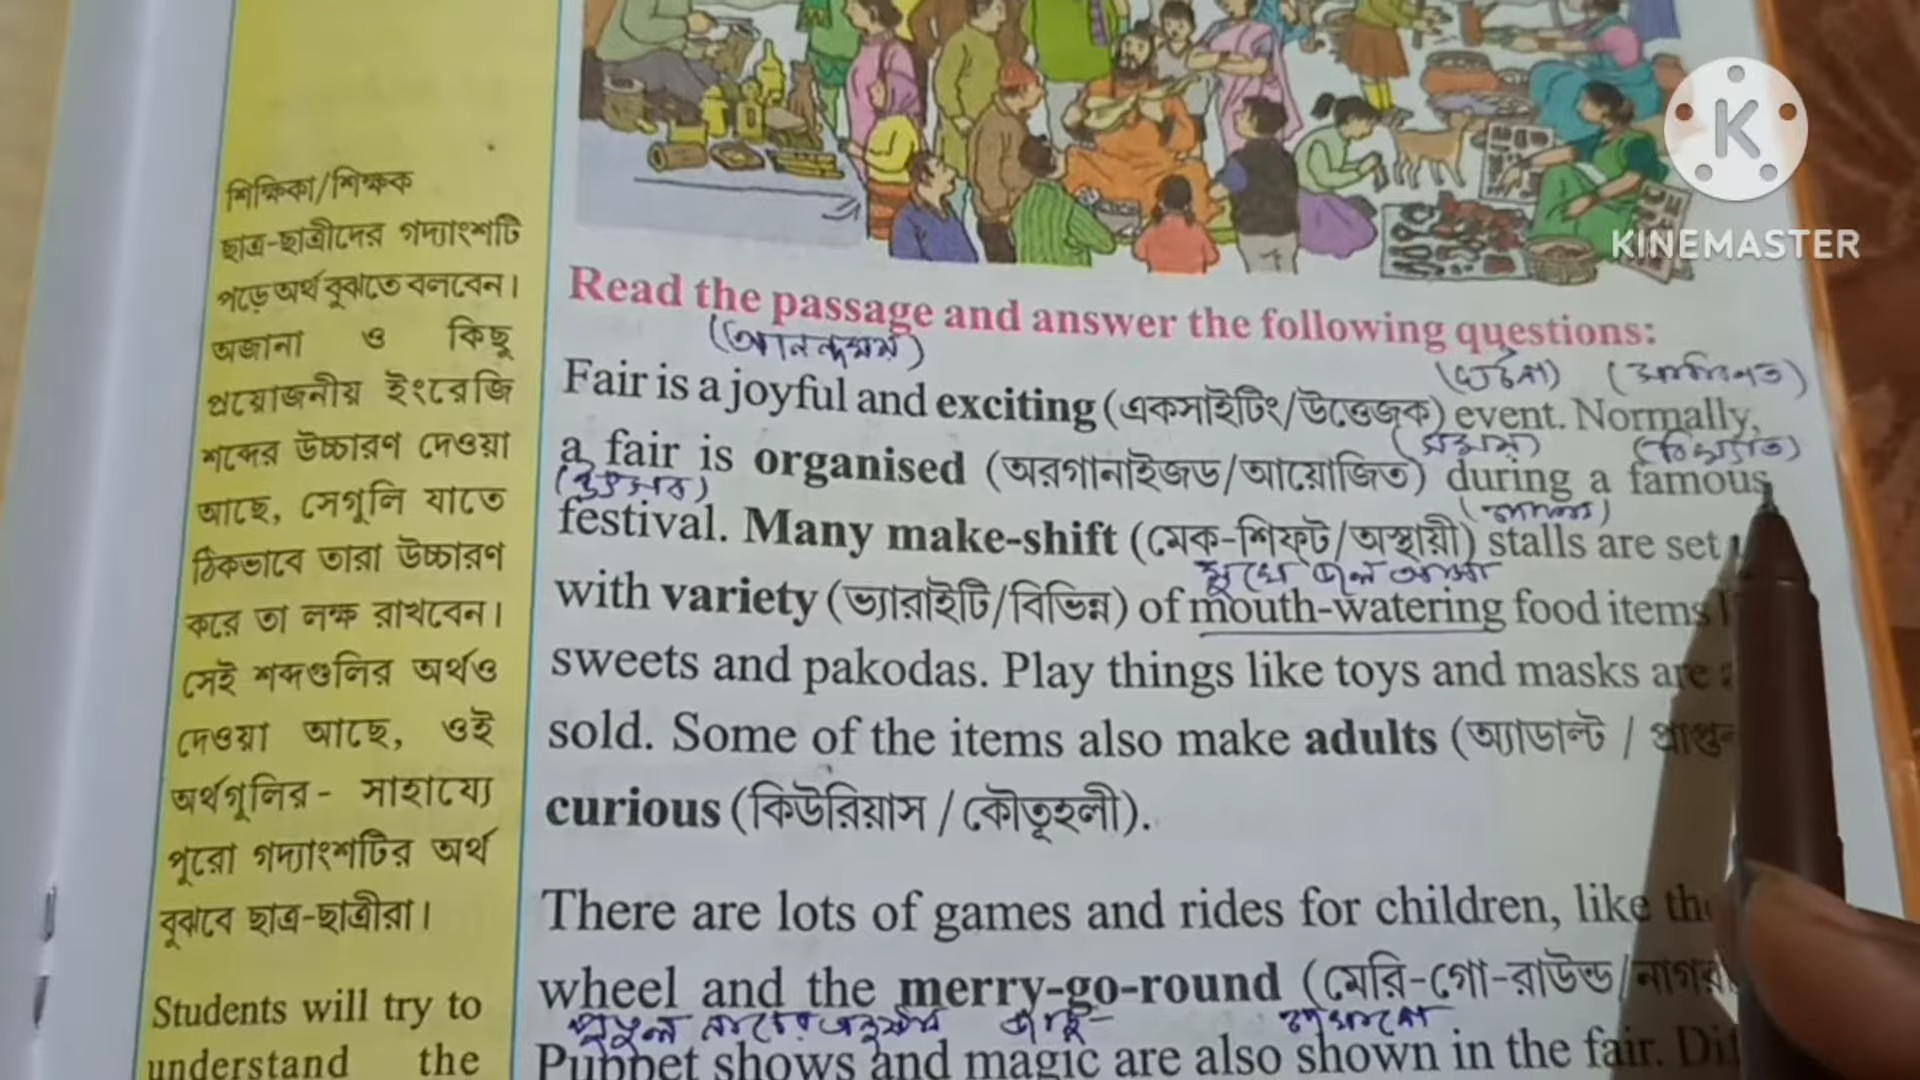 KINEMASTER
শিক্ষিকা/শিক্ষক
ছাত্র-ছাত্রীদের গদ্যাংশটি
পড়ে অর্থ বুঝতে বলবেন।
অজানা ও কিছু
প্রয়োজনীয় ইংরেজি
শব্দের উচ্চারণ দেওয়া
আছে, সেগুলি যাতে
ঠিকভাবে তারা উচ্চারণ
করে তা লক্ষ রাখবেন।
সেই শব্দগুলির অর্থও
দেওয়া আছে, ওই
অর্থগুলির- সাহায্যে
পুরো গদ্যাংশটির অর্থ
বুঝবে ছাত্র-ছাত্রীরা।
Students will try to
understand the
Read the passage and answer the following questions:
(আনন্দময়)
Fair is a joyful and exciting (একসাইটিং/উত্তেজক) event. Normally,
(বিখ্যাত)
a fair is organised (অরগানাইজড/আয়োজিত) during a famous
festival. Many make-shift (মেক-শিফ্ট/অস্থায়ী) stalls are set
মুখে জল আসা
with variety (ভ্যারাইটি/বিভিন্ন) of mouth-watering food items
sweets and pakodas. Play things like toys and masks are
sold. Some of the items also make adults (অ্যাডাল্ট /
curious (কিউরিয়াস / কৌতূহলী).
There are lots of games and rides for children, like
wheel and the merry-go-round (মেরি-গো-রাউন্ড/
পুতুল নাচের
Puppet shows and magic are also shown in the fair.